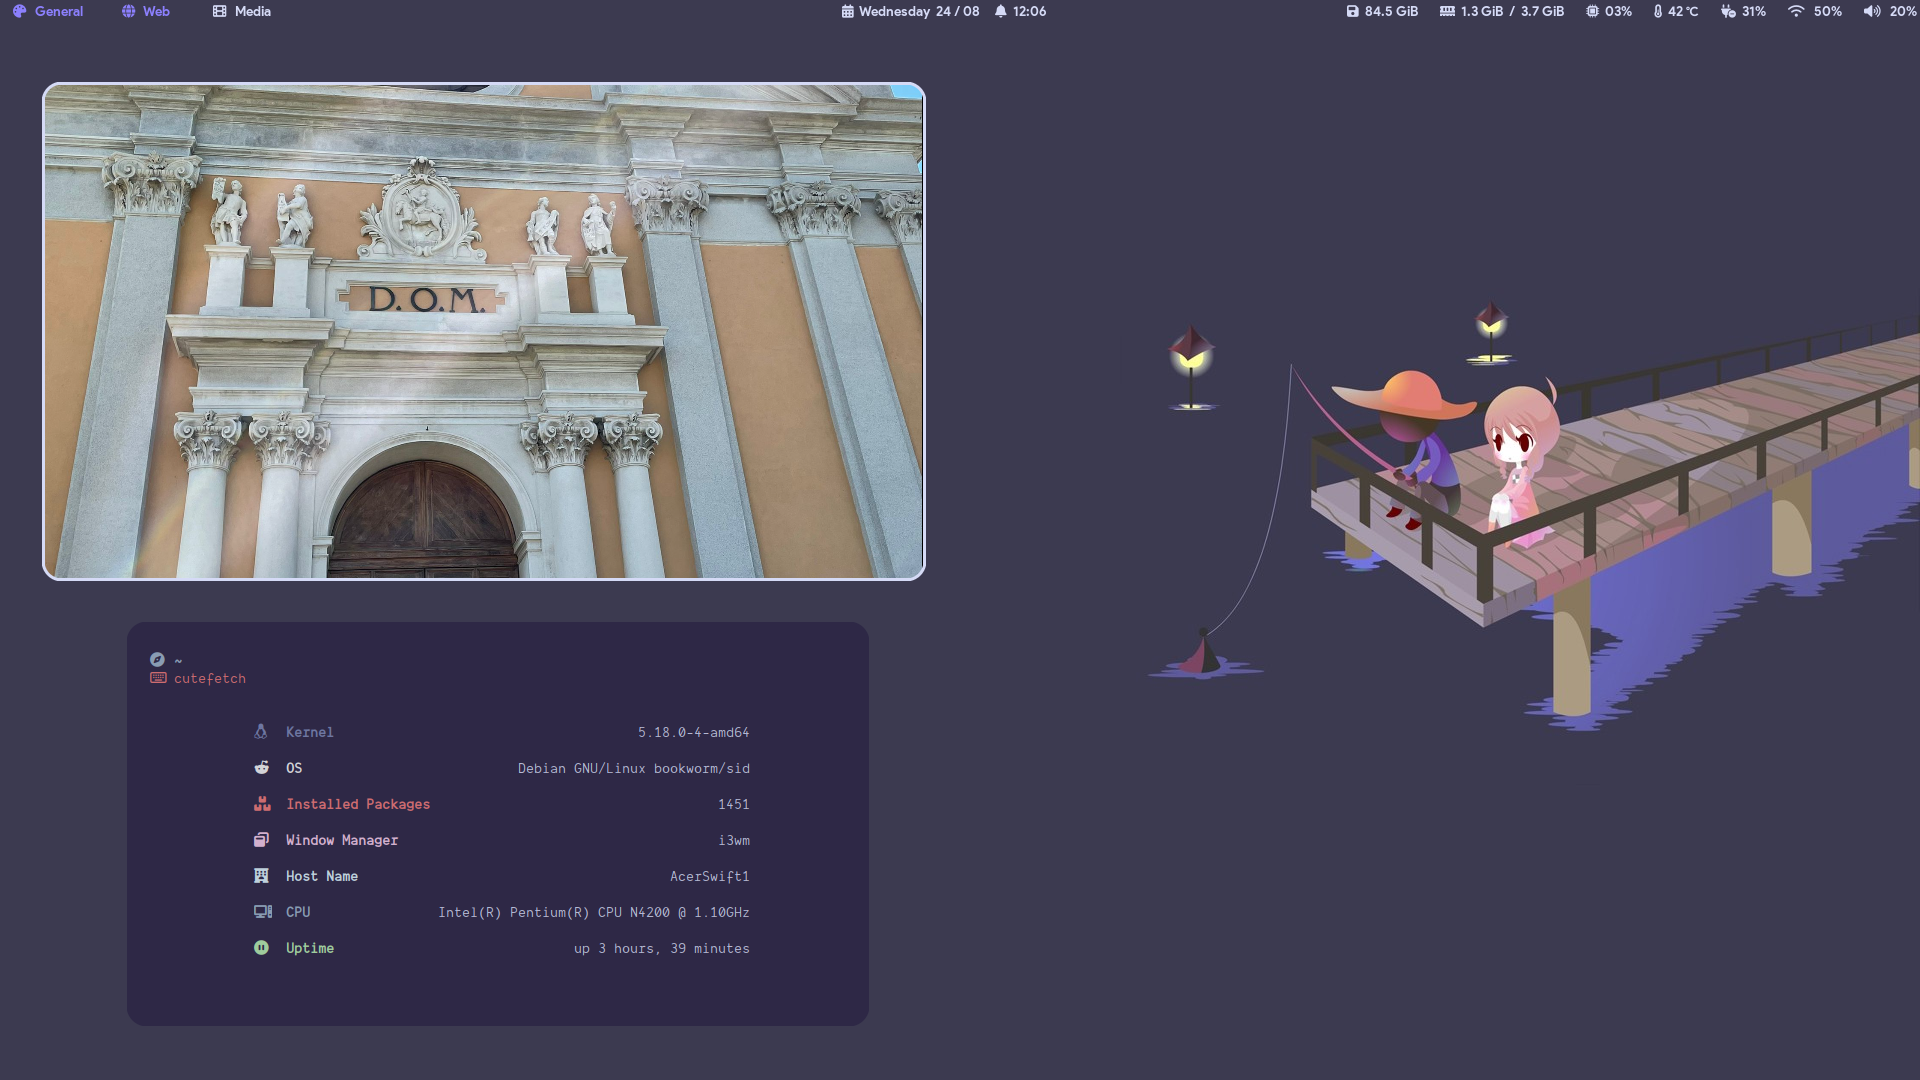 General Web Media Wednesday 24 / 08 12:06 84.5 GiB 1.3 GiB / 3.7 GiB 03% 42 °C 31% 50% 20%
D. O. M.
~
cutefetch
Kernel 5.18.0-4-amd64
OS Debian GNU/Linux bookworm/sid
Installed Packages 1451
Window Manager i3wm
Host Name AcerSwift1
CPU Intel(R) Pentium(R) CPU N4200 @ 1.10GHz
Uptime up 3 hours, 39 minutes